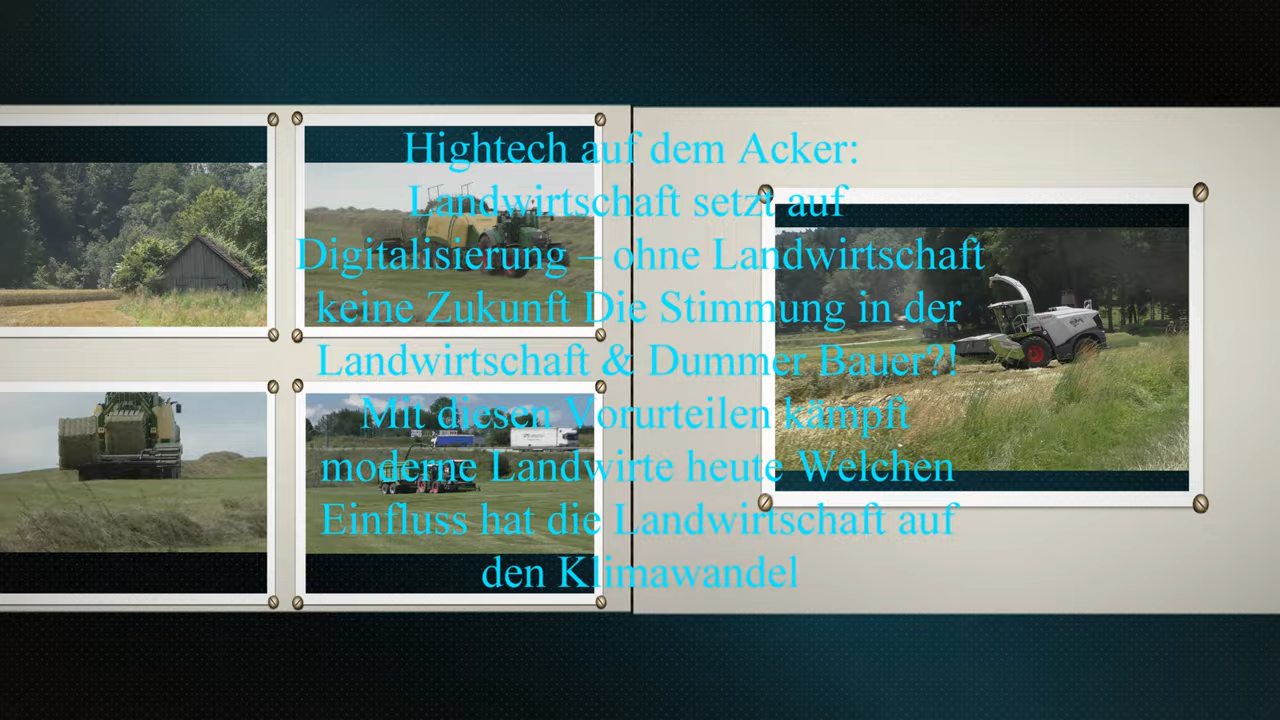 Hightech auf dem Acker:
Landwirtschaft setzt auf
Digitalisierung – ohne Landwirtschaft
keine Zukunft Die Stimmung in der
Landwirtschaft & Dummer Bauer?!
Mit diesen Vorurteilen kämpft
moderne Landwirte heute Welchen
Einfluss hat die Landwirtschaft auf
den Klimawandel